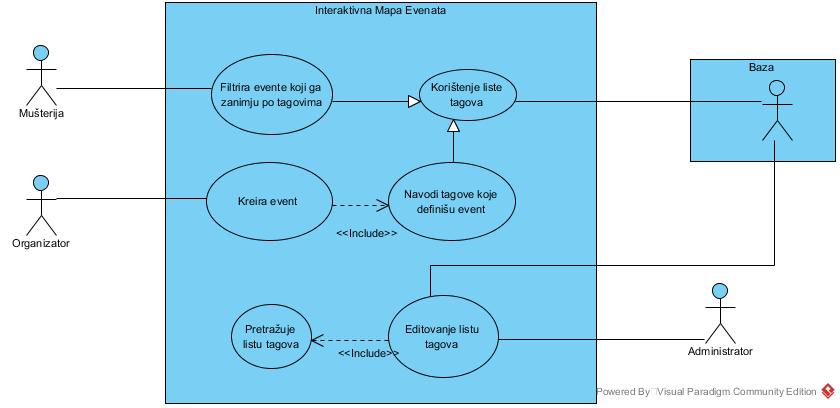 Interaktivna Mapa Evenata
Baza
Mušterija
Filtrira evente koji ga
zanimju po tagovima
Korištenje liste
tagova
Organizator
Kreira event
Navodi tagove koje
definišu event
<<Include>>
Pretražuje
listu tagova
Editovanje listu
tagova
<<Include>>
Administrator
Powered By Visual Paradigm Community Edition